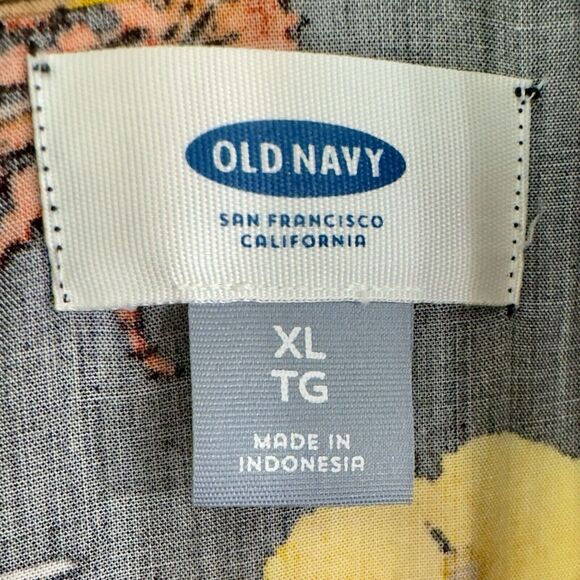 OLD NAVY
SAN FRANCISCO
CALIFORNIA
XL
TG
MADE IN
INDONESIA